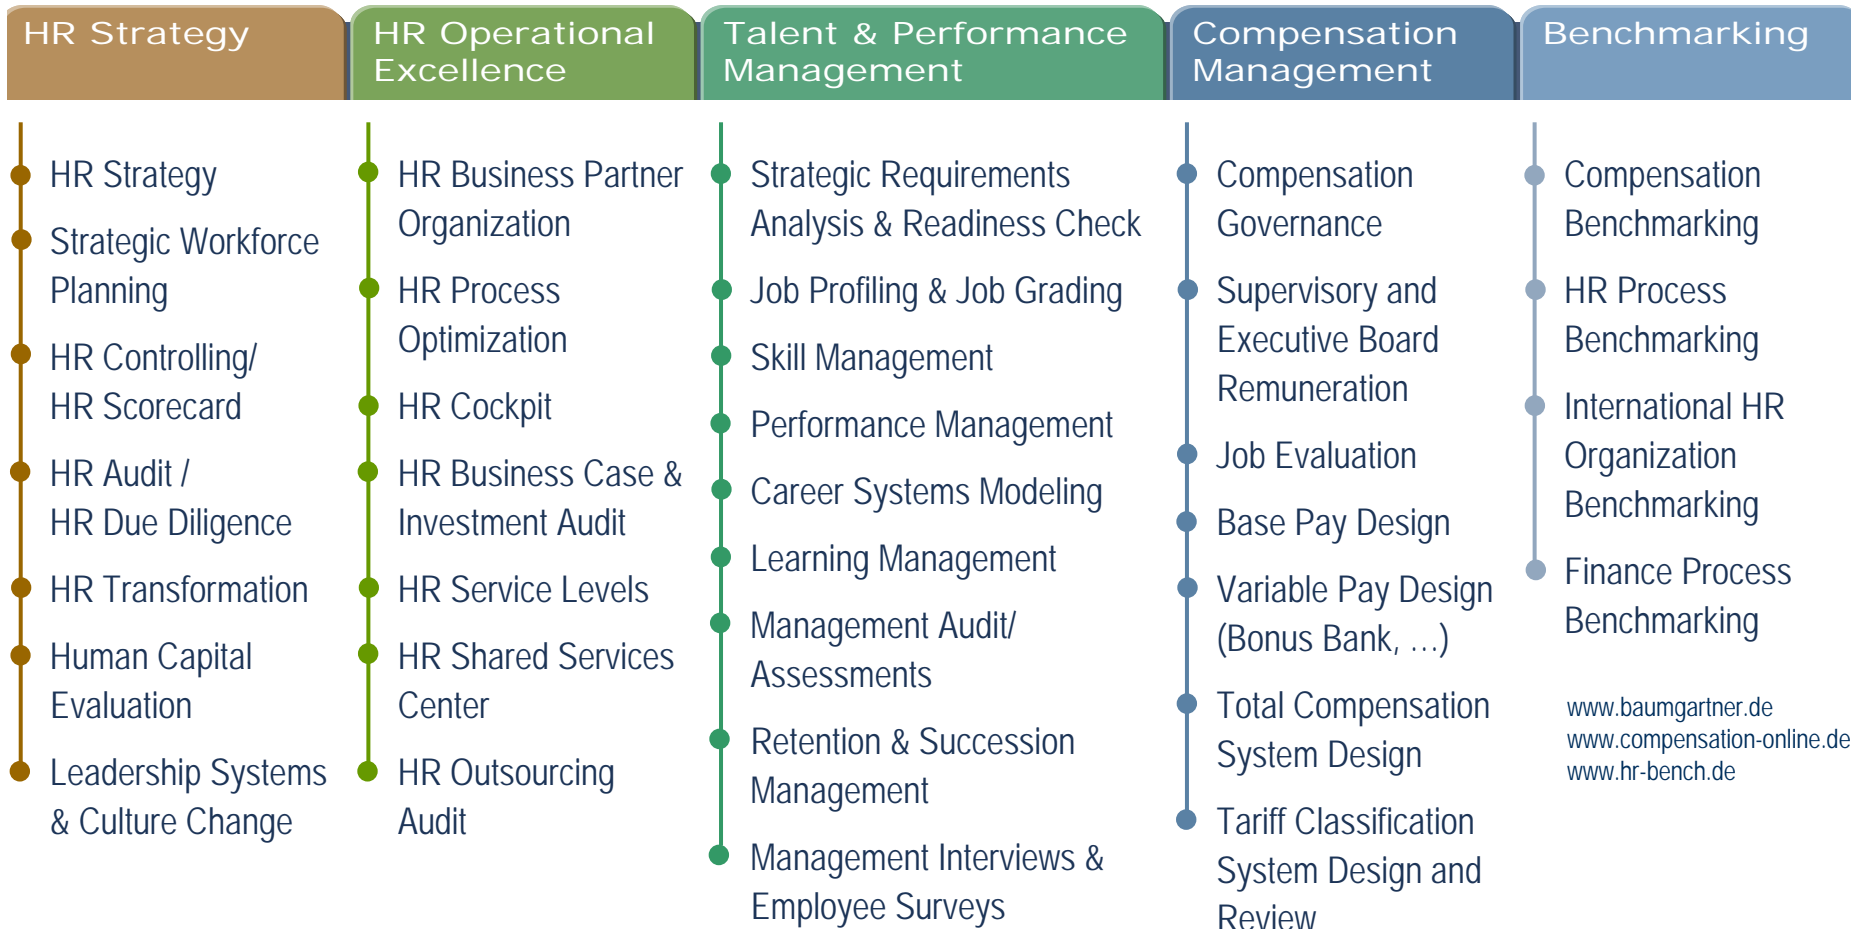 HR Strategy
HR Operational
Excellence
Talent & Performance
Management
Compensation
Management
Benchmarking
HR Strategy
Strategic Workforce
Planning
HR Controlling/
HR Scorecard
HR Audit /
HR Due Diligence
HR Transformation
Human Capital
Evaluation
Leadership Systems
& Culture Change
HR Business Partner
Organization
HR Process
Optimization
HR Cockpit
HR Business Case &
Investment Audit
HR Service Levels
HR Shared Services
Center
HR Outsourcing
Audit
Strategic Requirements
Analysis & Readiness Check
Job Profiling & Job Grading
Skill Management
Performance Management
Career Systems Modeling
Learning Management
Management Audit/
Assessments
Retention & Succession
Management
Management Interviews &
Employee Surveys
Compensation
Governance
Supervisory and
Executive Board
Remuneration
Job Evaluation
Base Pay Design
Variable Pay Design
(Bonus Bank, …)
Total Compensation
System Design
Tariff Classification
System Design and
Review
Compensation
Benchmarking
HR Process
Benchmarking
International HR
Organization
Benchmarking
Finance Process
Benchmarking
www.baumgartner.de
www.compensation-online.de
www.hr-bench.de